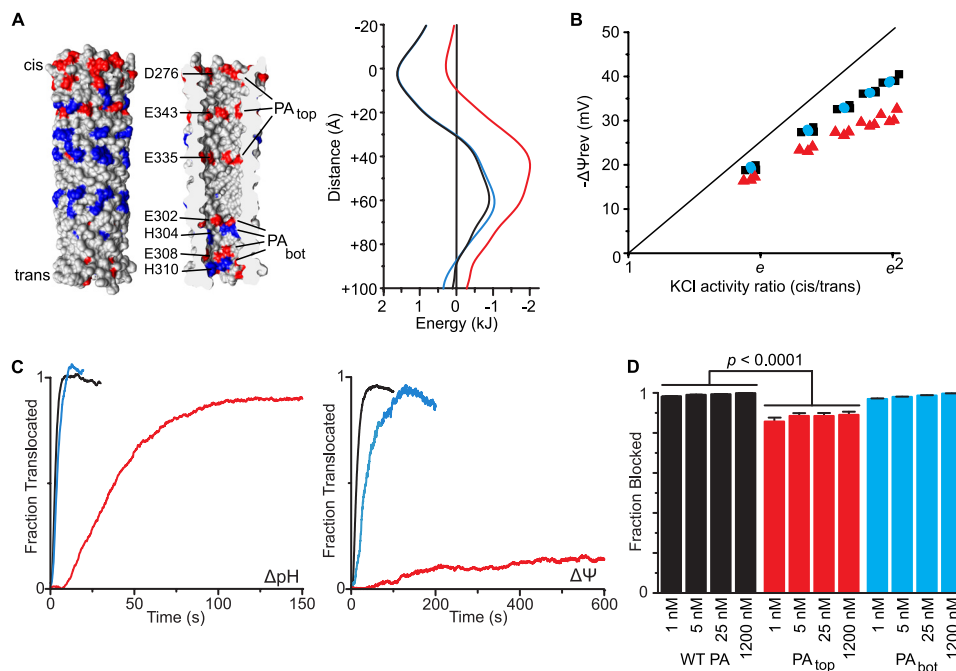 A
cis
trans
D276
E343
E335
E302
H304
E308
H310
PA top
PA bot
Distance (Å)
-20
0
+20
+40
+60
+80
+100
2
1
0
-1
-2
Energy (kJ)
B
-ΔΨrev (mV)
50
40
30
20
10
0
1
e
e2
KCl activity ratio (cis/trans)
C
Fraction Translocated
1
0
0
50
100
150
Time (s)
ΔpH
Fraction Translocated
1
0
0
200
400
600
Time (s)
ΔΨ
D
p < 0.0001
Fraction Blocked
1
0
1 nM
5 nM
25 nM
1200 nM
1 nM
5 nM
25 nM
1200 nM
1 nM
5 nM
25 nM
1200 nM
WT PA
PAtop
PAbot